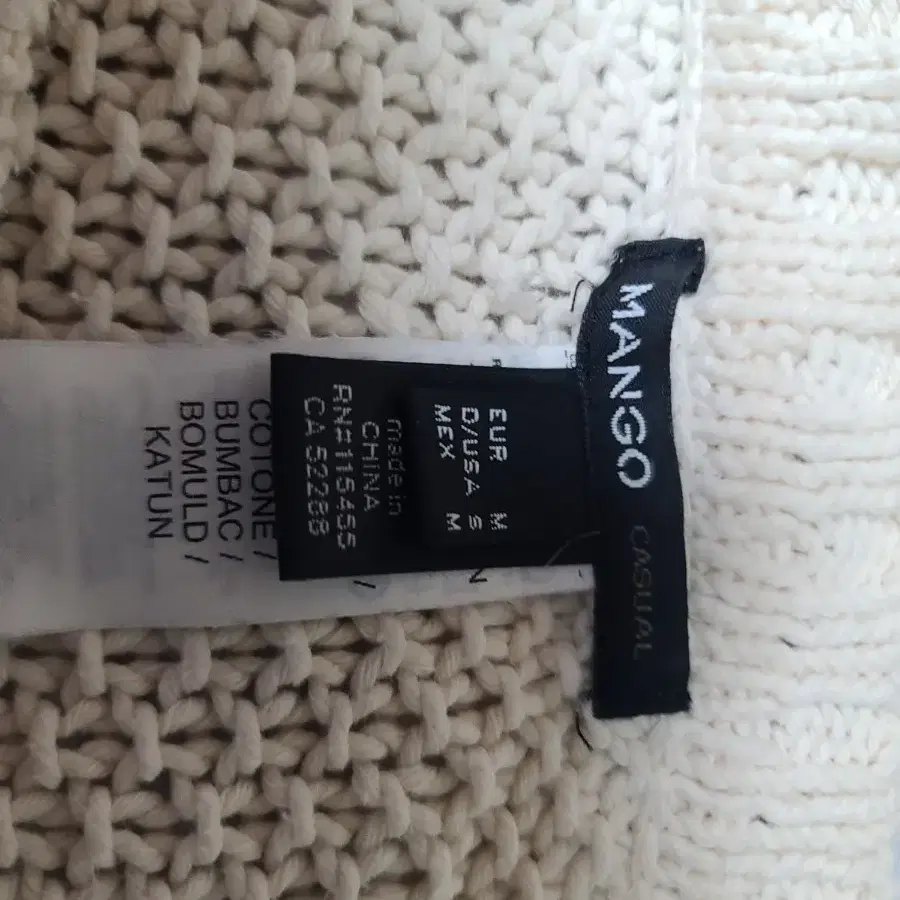 MANGO CASUAL
EUR M
D/USA S
MEX M
made in
CHINA
RN#115455
CA 52288
COTONE /
BUMBAC /
BOMULD /
KATUN